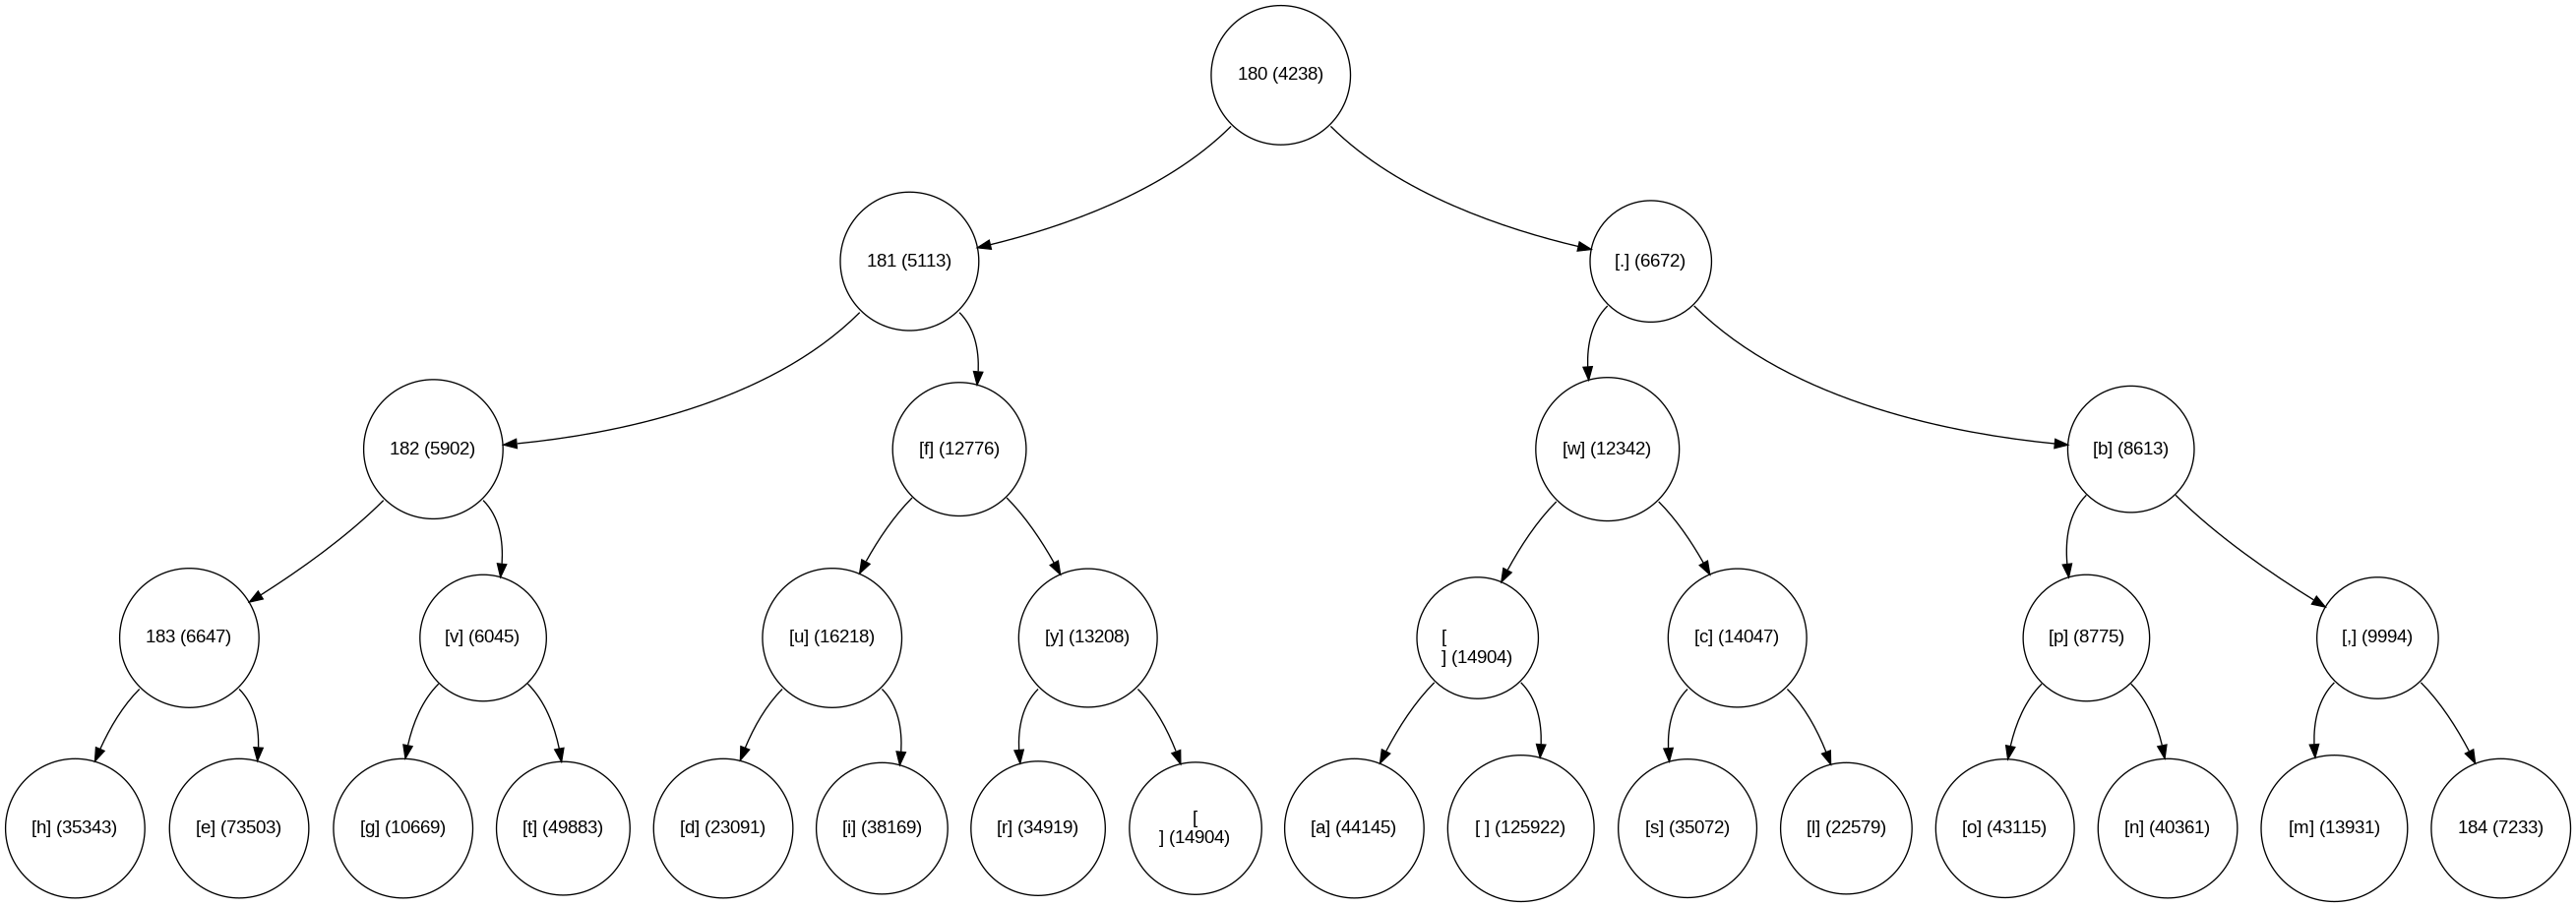 180 (4238)
181 (5113)
[.] (6672)
182 (5902)
[f] (12776)
[w] (12342)
[b] (8613)
183 (6647)
[v] (6045)
[u] (16218)
[y] (13208)
[
] (14904)
[c] (14047)
[p] (8775)
[,] (9994)
[h] (35343)
[e] (73503)
[g] (10669)
[t] (49883)
[d] (23091)
[i] (38169)
[r] (34919)
[
] (14904)
[a] (44145)
[ ] (125922)
[s] (35072)
[l] (22579)
[o] (43115)
[n] (40361)
[m] (13931)
184 (7233)